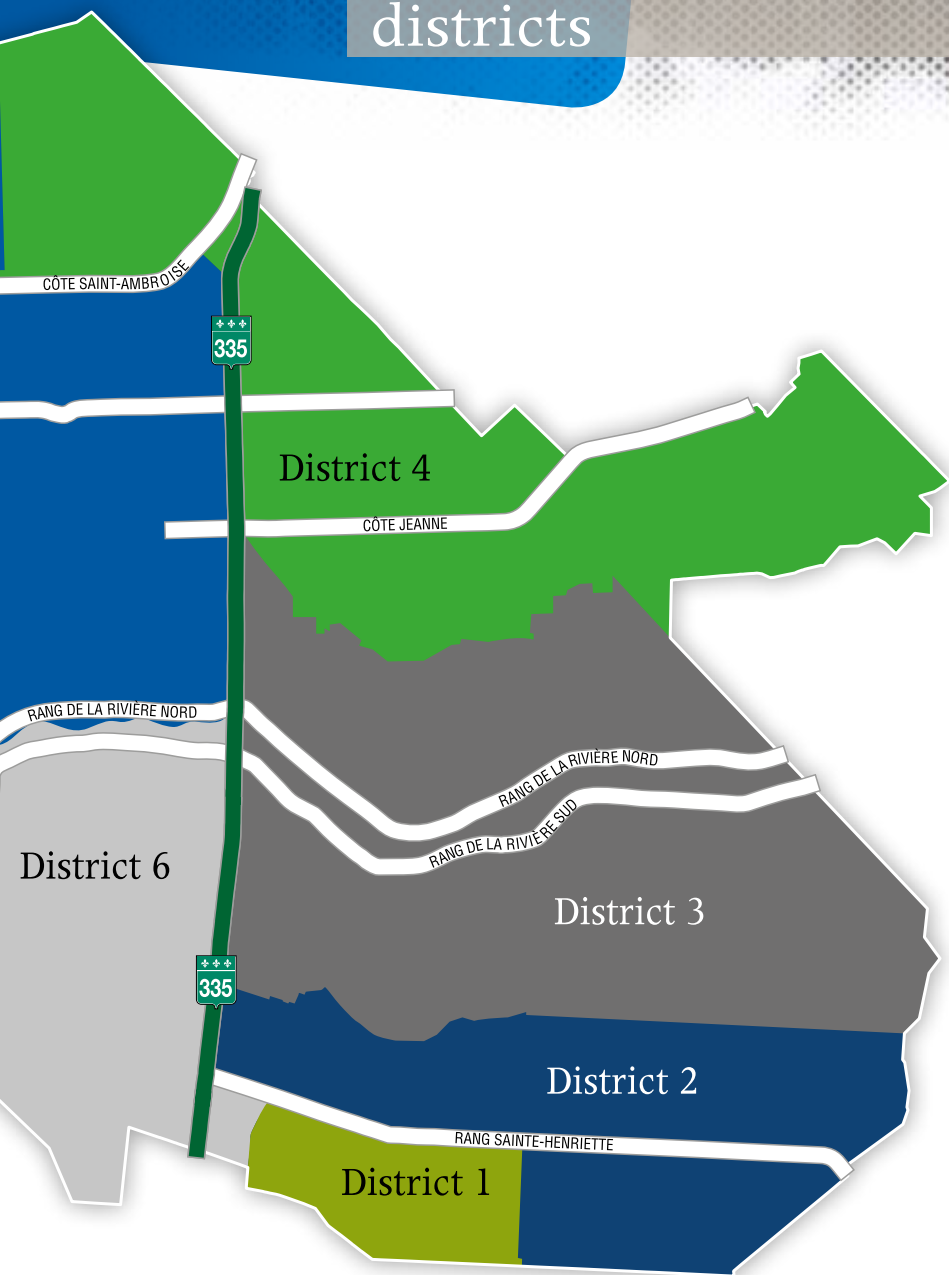 districts
CÔTE SAINT-AMBROISE
335
District 4
CÔTE JEANNE
RANG DE LA RIVIÈRE NORD
RANG DE LA RIVIÈRE NORD
RANG DE LA RIVIÈRE SUD
District 6
District 3
335
District 2
RANG SAINTE-HENRIETTE
District 1